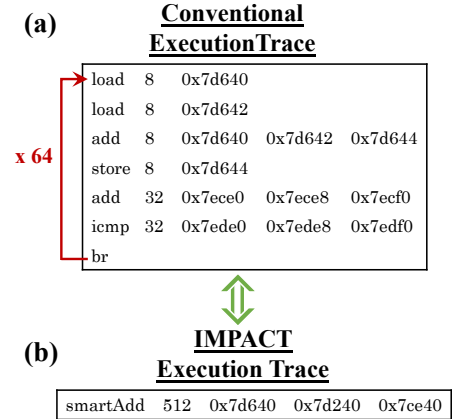 (a)
Conventional
ExecutionTrace
load 8 0x7d640
load 8 0x7d642
add 8 0x7d640 0x7d642 0x7d644
x 64
store 8 0x7d644
add 32 0x7ece0 0x7ece8 0x7ecf0
icmp 32 0x7ede0 0x7ede8 0x7edf0
br
(b)
IMPACT
Execution Trace
smartAdd 512 0x7d640 0x7d240 0x7ce40